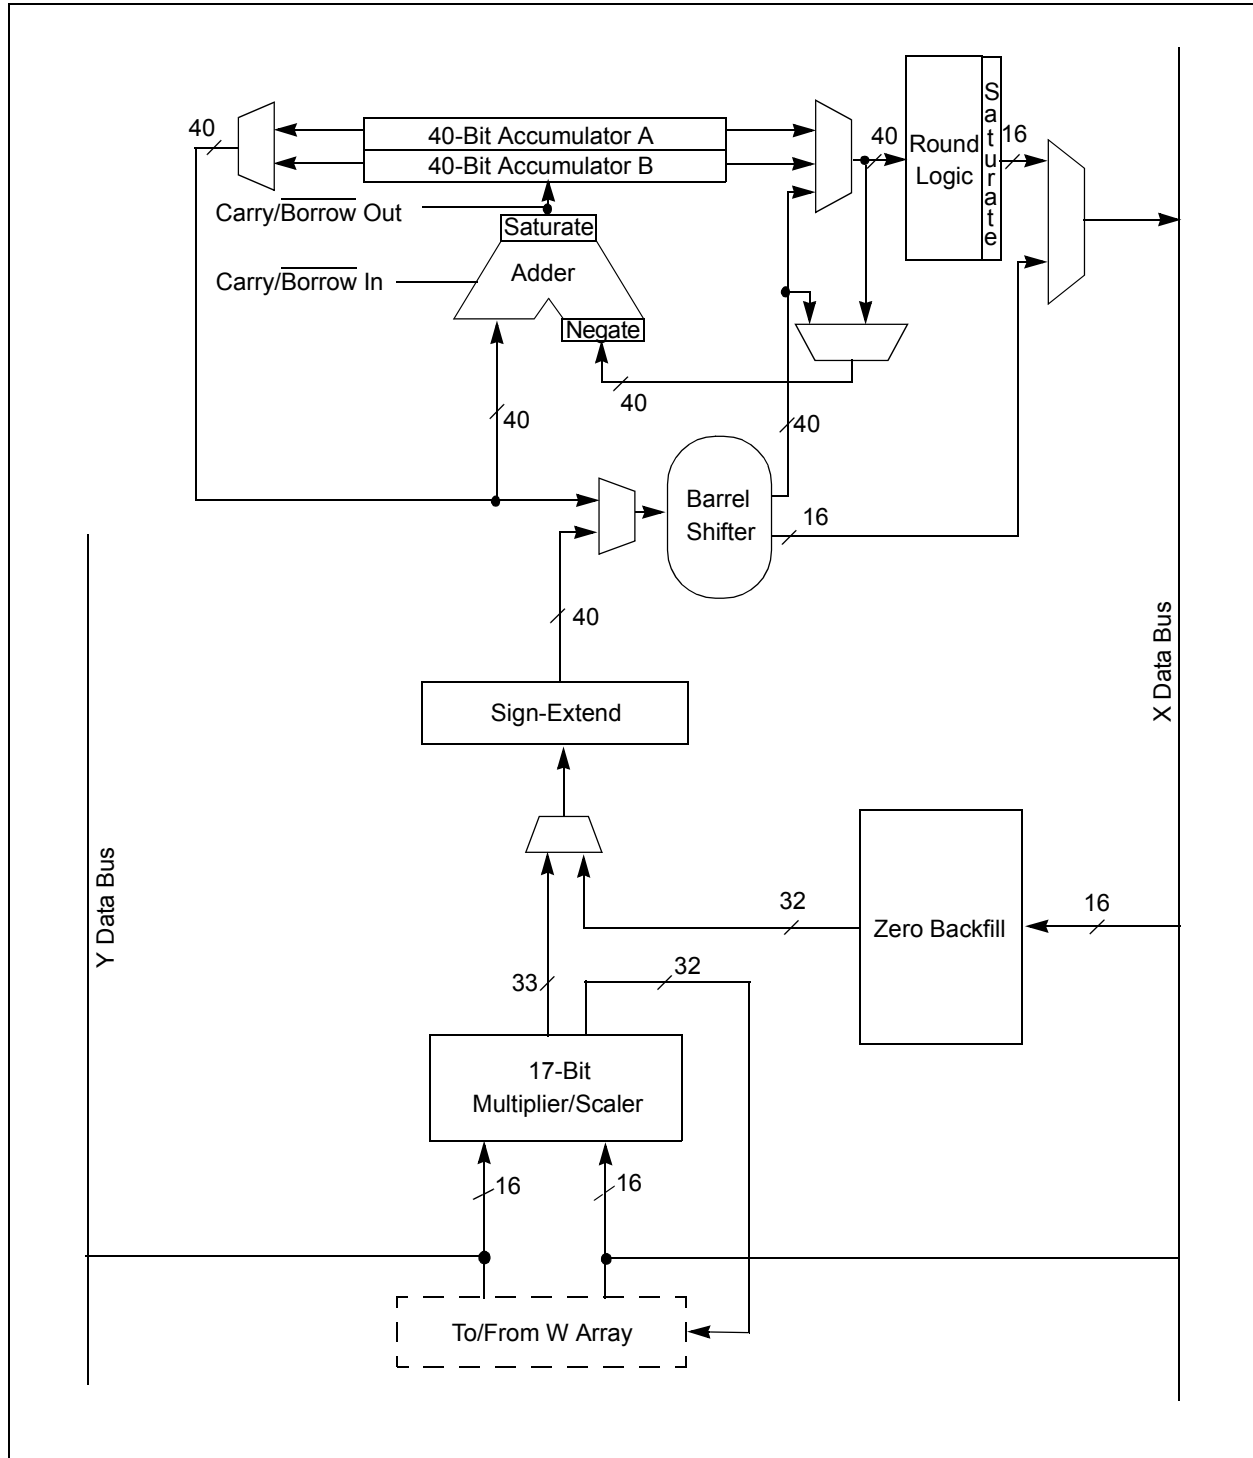 40
40-Bit Accumulator A
40-Bit Accumulator B
40
Round
Logic
Saturate
16
Carry/Borrow Out
Saturate
Carry/Borrow In
Adder
Negate
40
40
40
Barrel
Shifter
16
40
X Data Bus
Sign-Extend
Y Data Bus
32
Zero Backfill
16
33
32
17-Bit
Multiplier/Scaler
16
16
To/From W Array